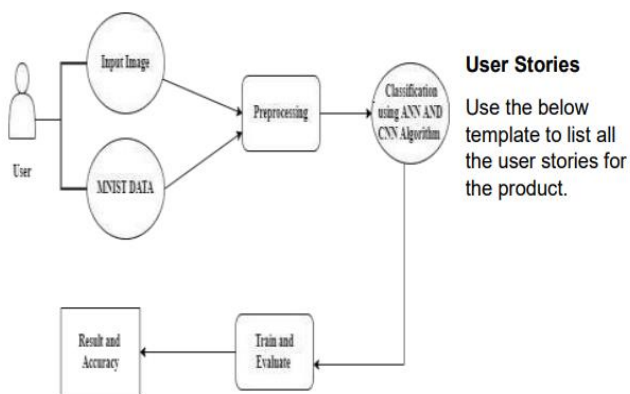 Input Image
User
MNIST DATA
Preprocessing
Classification
using ANN AND
CNN Algorithm
Train and
Evaluate
Result and
Accuracy
User Stories
Use the below
template to list all
the user stories for
the product.